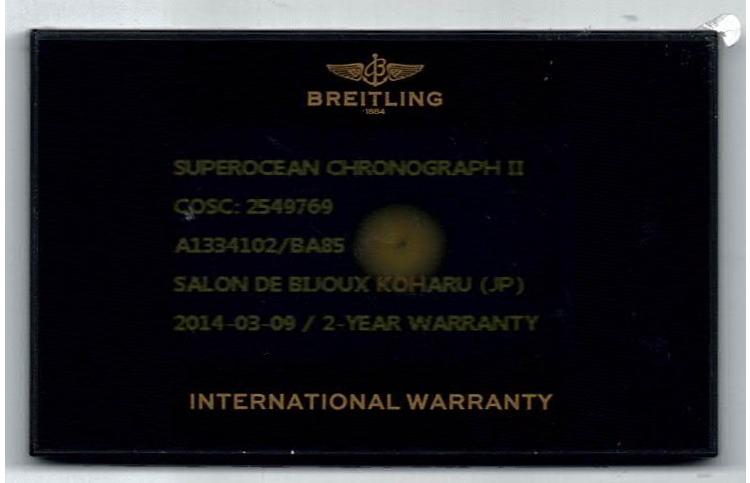 BREITLING
1884
SUPEROCEAN CHRONOGRAPH II
COSC: 2549769
A1334102/BA85
SALON DE BIJOUX KOHARU (JP)
2014-03-09 / 2-YEAR WARRANTY
INTERNATIONAL WARRANTY